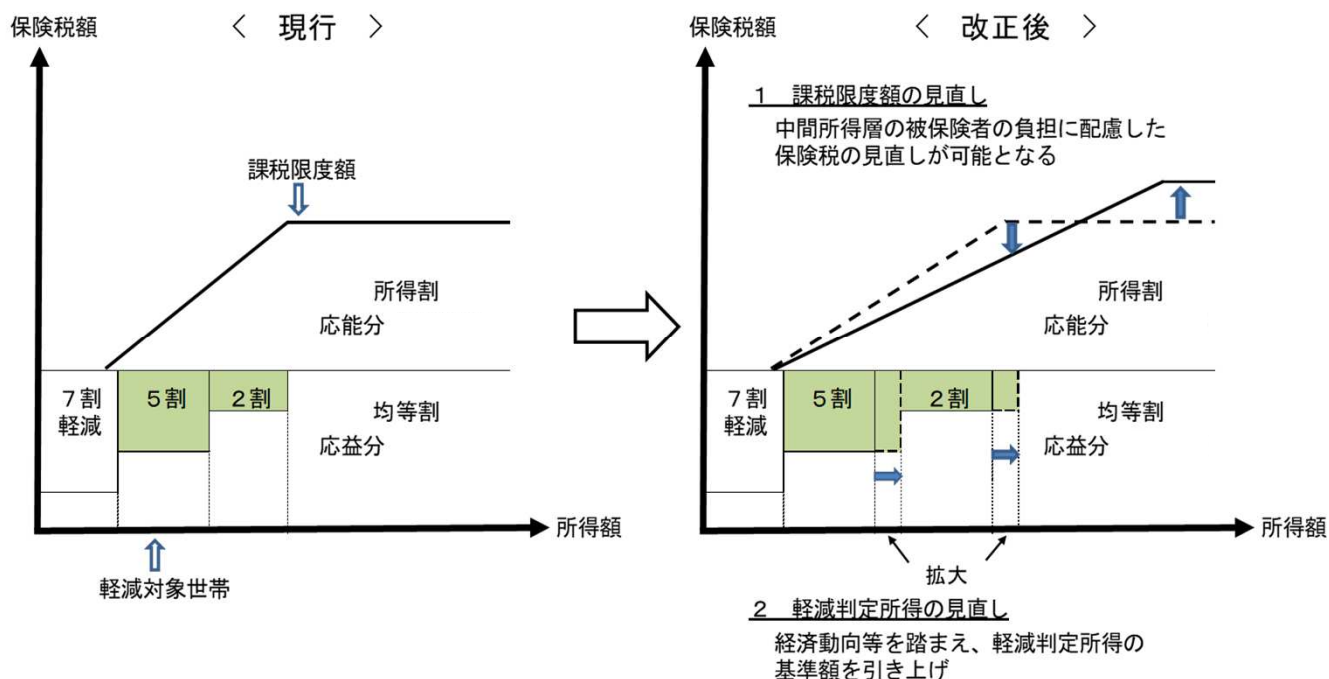 保険税額
〈 現行 〉
課税限度額
所得割
応能分
7割
軽減
5割
2割
均等割
応益分
所得額
軽減対象世帯
保険税額
〈 改正後 〉
1 課税限度額の見直し
中間所得層の被保険者の負担に配慮した
保険税の見直しが可能となる
所得割
応能分
7割
軽減
5割
2割
均等割
応益分
所得額
拡大
2 軽減判定所得の見直し
経済動向等を踏まえ、軽減判定所得の
基準額を引き上げ